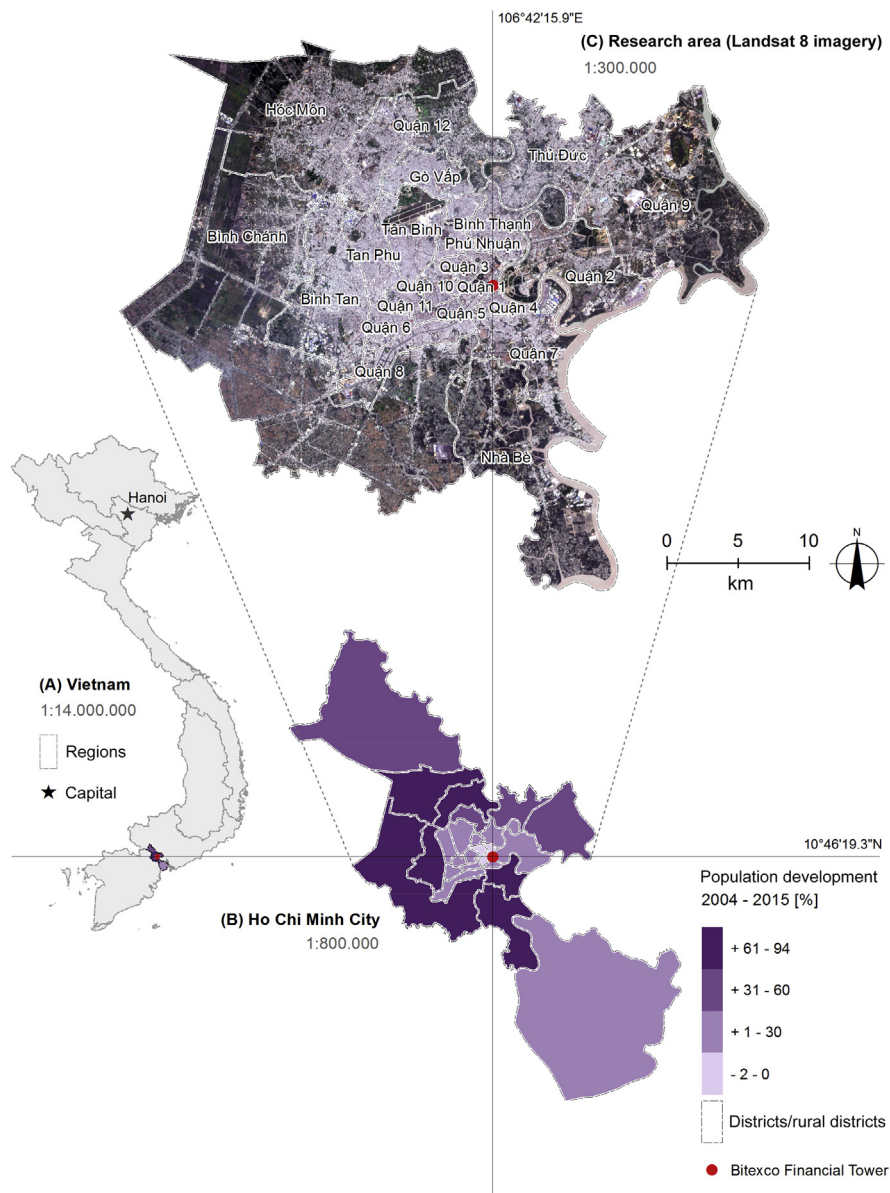 106°42'15.9"E
(C) Research area (Landsat 8 imagery)
1:300.000
Hóc Môn
Quận 12
Thủ Đức
Gò Vấp
Quận 9
Bình Thạnh
Tân Bình
Bình Chánh
Phú Nhuận
Tan Phu
Quận 3
Quận 2
Quận 10
Quận 1
Bình Tan
Quận 11
Quận 4
Quận 5
Quận 6
Quận 7
Quận 8
Nhà Bè
Hanoi
0 5 10
km
N
(A) Vietnam
1:14.000.000
Regions
Capital
10°46'19.3"N
Population development
2004 - 2015 [%]
(B) Ho Chi Minh City
1:800.000
+ 61 - 94
+ 31 - 60
+ 1 - 30
- 2 - 0
Districts/rural districts
Bitexco Financial Tower